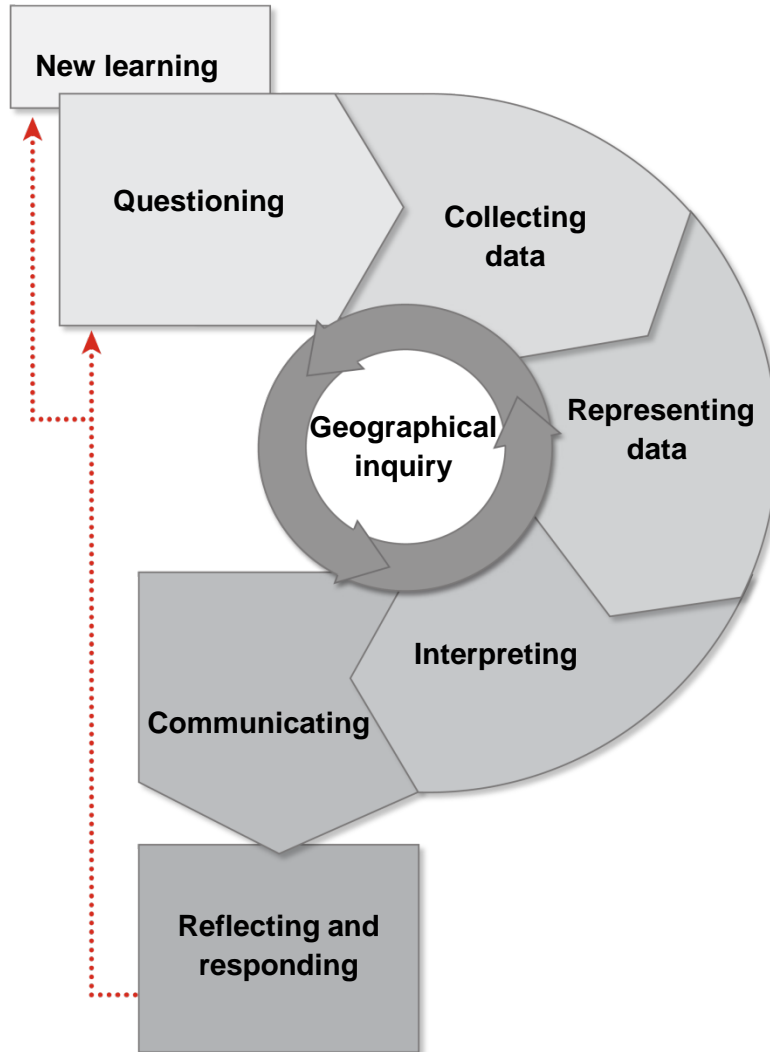 New learning
Questioning
Collecting
data
Representing
data
Geographical
inquiry
Interpreting
Communicating
Reflecting and
responding